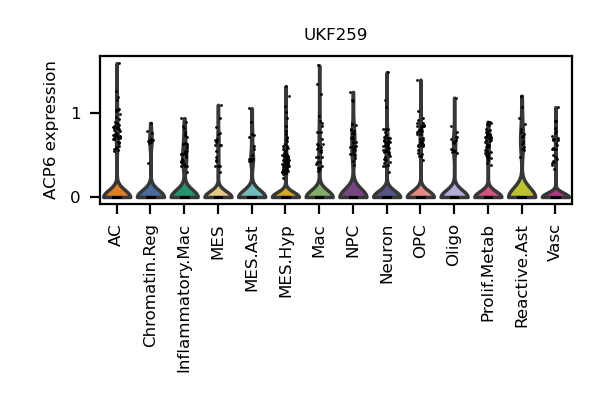 UKF259
ACP6 expression
1
0
AC
Chromatin.Reg
Inflammatory.Mac
MES
MES.Ast
MES.Hyp
Mac
NPC
Neuron
OPC
Oligo
Prolif.Metab
Reactive.Ast
Vasc